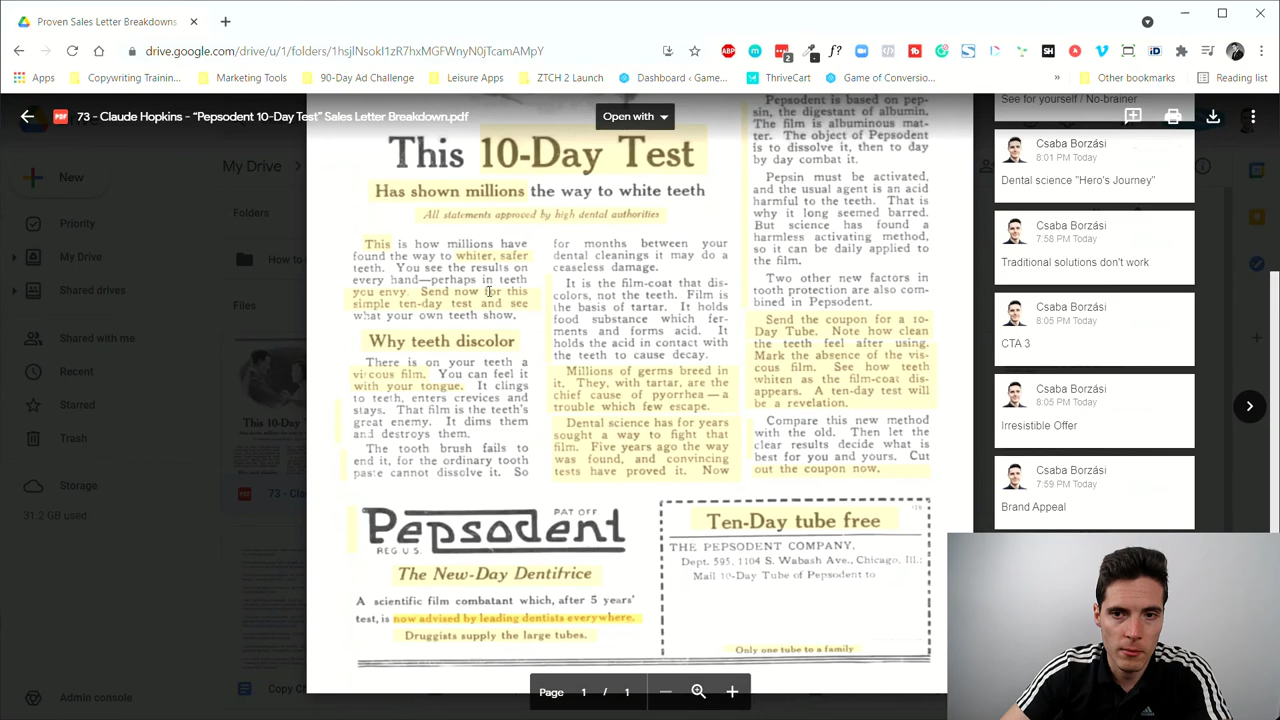 Proven Sales Letter Breakdowns
drive.google.com/drive/u/1/folders/1hsjlNsokI1zR7hxMGFWnyN0jTcamAMpY
Apps
Copywriting Trainin...
Marketing Tools
90-Day Ad Challenge
Leisure Apps
ZTCH 2 Launch
Dashboard ‹ Game...
ThriveCart
Game of Conversio...
»
Other bookmarks
Reading list
73 - Claude Hopkins - “Pepsodent 10-Day Test” Sales Letter Breakdown.pdf
Open with
New
Priority
My Drive
Shared drives
Shared with me
Recent
Starred
Trash
Storage
31.2 GB used
Admin console
My Drive
Folders
How to
Files
73 - Cla
Copy Ch
This 10-Day Test
Has shown millions the way to white teeth
All statements approved by high dental authorities
This is how millions have
found the way to whiter, safer
teeth. You see the results on
every hand—perhaps in teeth
you envy. Send now for this
simple ten-day test and see
what your own teeth show.
Why teeth discolor
There is on your teeth a
viscous film. You can feel it
with your tongue. It clings
to teeth, enters crevices and
stays. That film is the teeth's
great enemy. It dims them
and destroys them.
The tooth brush fails to
end it, for the ordinary tooth
paste cannot dissolve it. So
for months between your
dental cleanings it may do a
ceaseless damage.
It is the film-coat that dis-
colors, not the teeth. Film is
the basis of tartar. It holds
food substance which fer-
ments and forms acid. It
holds the acid in contact with
the teeth to cause decay.
Millions of germs breed in
it. They, with tartar, are the
chief cause of pyorrhea—a
trouble which few escape.
Dental science has for years
sought a way to fight that
film. Five years ago the way
was found, and convincing
tests have proved it. Now
Pepsodent is based on pep-
sin, the digestant of albumin.
The film is albuminous mat-
ter. The object of Pepsodent
is to dissolve it, then to day
by day combat it.
Pepsin must be activated,
and the usual agent is an acid
harmful to the teeth. That is
why it long seemed barred.
But science has found a
harmless activating method,
so it can be daily applied to
the film.
Two other new factors in
tooth protection are also com-
bined in Pepsodent.
Send the coupon for a 10-
Day Tube. Note how clean
the teeth feel after using.
Mark the absence of the vis-
cous film. See how teeth
whiten as the film-coat dis-
appears. A ten-day test will
be a revelation.
Compare this new method
with the old. Then let the
clear results decide what is
best for you and yours. Cut
out the coupon now.
PAT OFF.
Pepsodent
REG U.S.
The New-Day Dentifrice
A scientific film combatant which, after 5 years'
test, is now advised by leading dentists everywhere.
Druggists supply the large tubes.
Ten-Day tube free
THE PEPSODENT COMPANY,
Dept. 595, 1104 S. Wabash Ave., Chicago, Ill.:
Mail 10-Day Tube of Pepsodent to
Only one tube to a family
Page 1 / 1
See for yourself / No-brainer
Csaba Borzási
8:01 PM Today
Dental science "Hero's Journey"
Csaba Borzási
7:58 PM Today
Traditional solutions don't work
Csaba Borzási
8:05 PM Today
CTA 3
Csaba Borzási
8:05 PM Today
Irresistible Offer
Csaba Borzási
7:59 PM Today
Brand Appeal